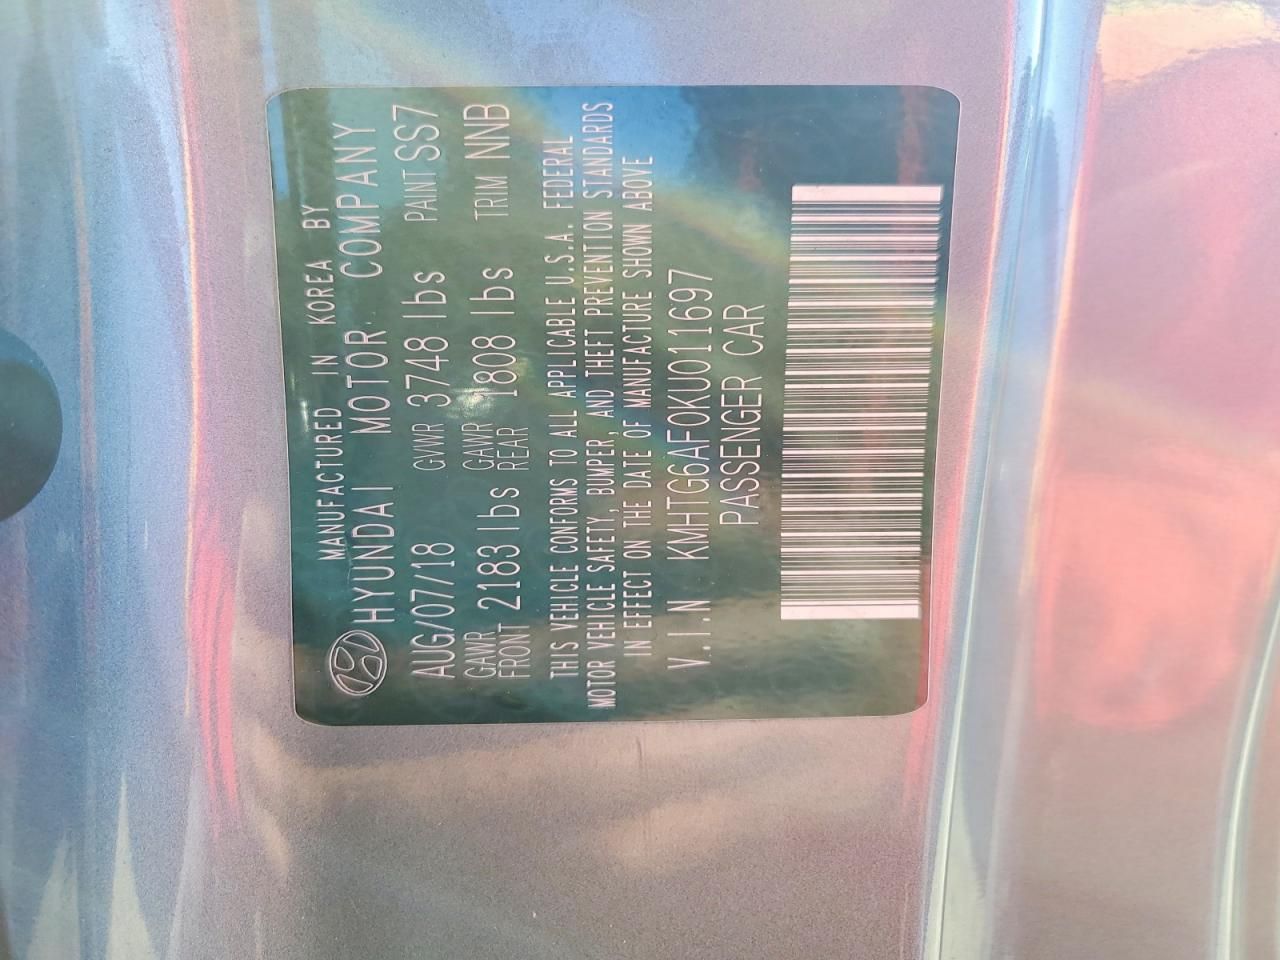 MANUFACTURED IN KOREA BY
HYUNDAI MOTOR COMPANY
AUG/07/18 GVWR 3748 lbs PAINT SS7
GAWR FRONT 2183 lbs GAWR REAR 1808 lbs TRIM NNB
THIS VEHICLE CONFORMS TO ALL APPLICABLE U.S.A. FEDERAL
MOTOR VEHICLE SAFETY, BUMPER, AND THEFT PREVENTION STANDARDS
IN EFFECT ON THE DATE OF MANUFACTURE SHOWN ABOVE
V.I.N KMHTG6AF0KU011697
PASSENGER CAR